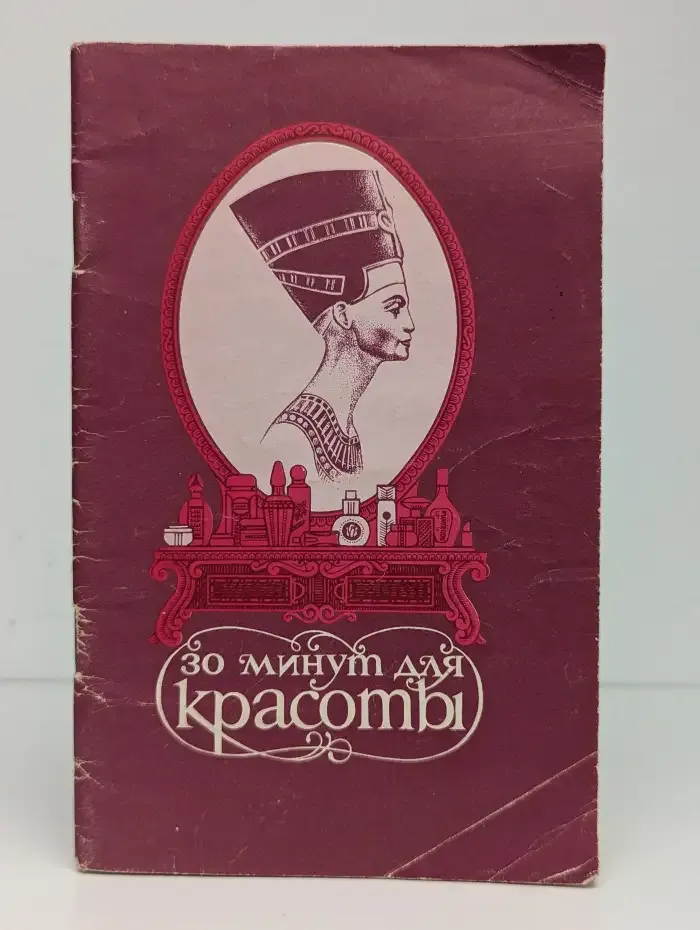 30 минут для
красоты